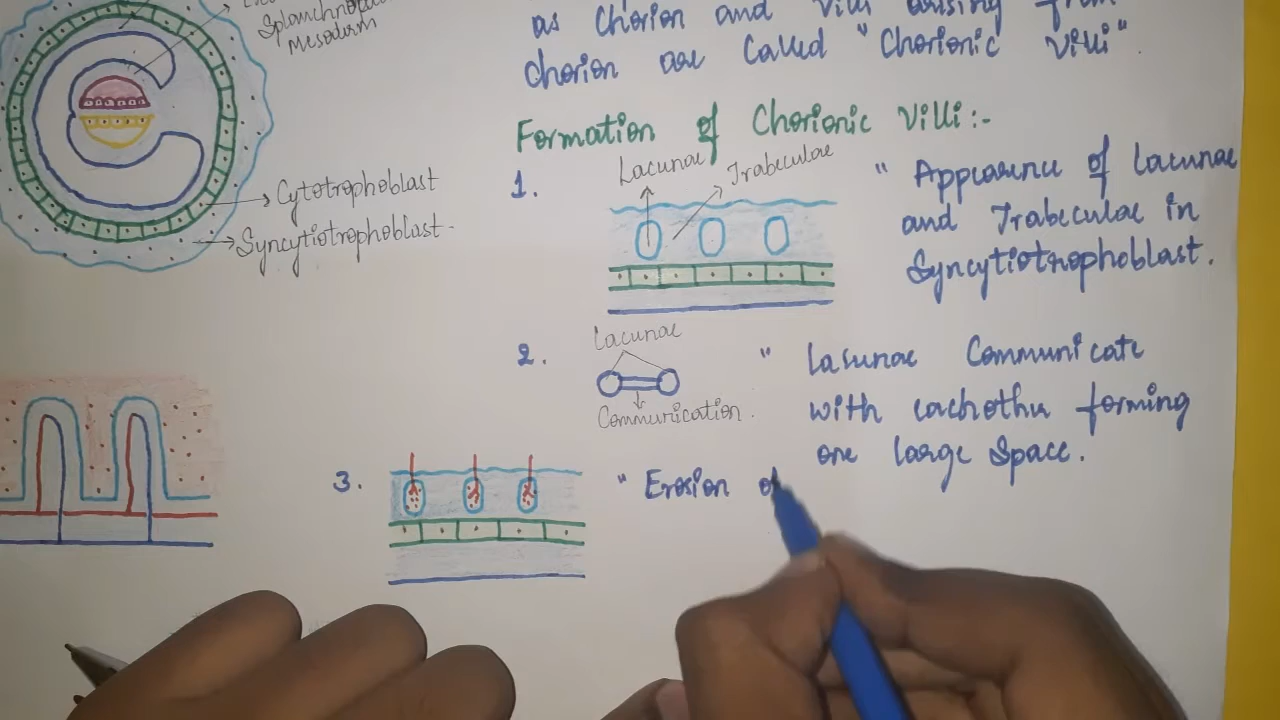 Splanchno
Mesoderm
Cytotrophoblast
Syncytiotrophoblast.
as Chorion and Villi arising from
chorion are called "Chorionic Villi".
Formation of Chorionic Villi :-
1.
Lacunae
Trabeculae
" Appearance of Lacunae
and Trabeculae in
Syncytiotrophoblast.
2.
Lacunae
Communication.
" Lacunae Communicate
with eachother forming
one large Space.
3.
" Erosion of